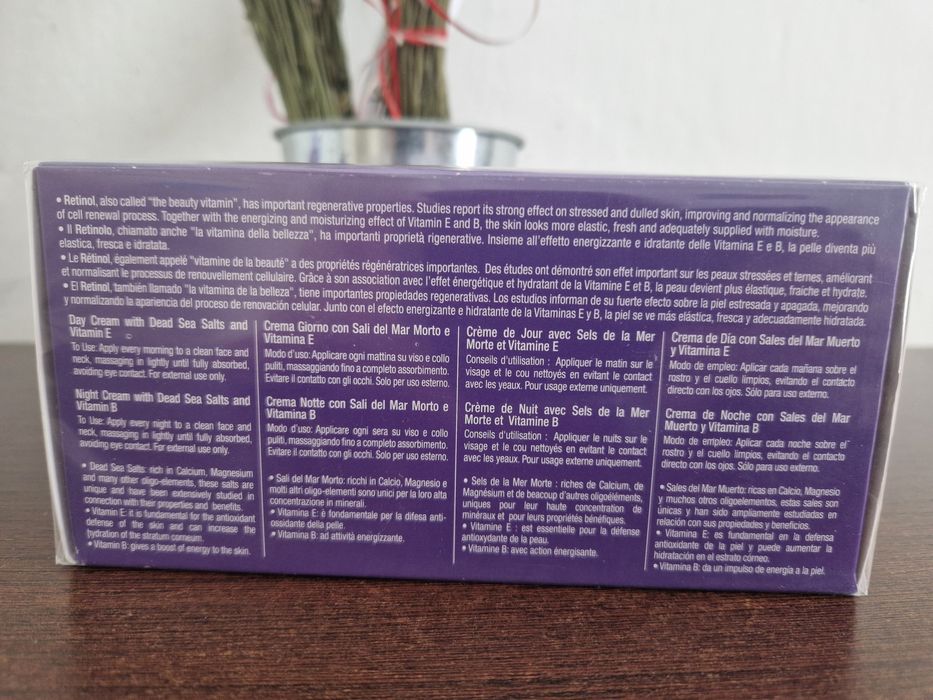 • Retinol, also called "the beauty vitamin", has important regenerative properties. Studies report its strong effect on stressed and dulled skin, improving and normalizing the appearance
of cell renewal process. Together with the energizing and moisturizing effect of Vitamin E and B, the skin looks more elastic, fresh and adequately supplied with moisture.
• Il Retinolo, chiamato anche "la vitamina della bellezza", ha importanti proprietà rigenerative. Insieme all'effetto energizzante e idratante delle Vitamina E e B, la pelle diventa più
elastica, fresca e idratata.
• Le Rétinol, également appelé "vitamine de la beauté" a des propriétés régénératrices importantes. Des études ont démontré son effet important sur les peaux stressées et ternes, améliorant
et normalisant le processus de renouvellement cellulaire. Grâce à son association avec l'effet énergétique et hydratant de la Vitamine E et B, la peau devient plus élastique, fraiche et hydrate.
• El Retinol, también llamado "la vitamina de la belleza", tiene importantes propiedades regenerativas. Los estudios informan de su fuerte efecto sobre la piel estresada y apagada, mejorando
y normalizando la apariencia del proceso de renovación celular. Junto con el efecto energizante e hidratante de las Vitaminas E y B, la piel se ve más elástica, fresca y adecuadamente hidratada.
Day Cream with Dead Sea Salts and
Vitamin E
To Use: Apply every morning to a clean face and
neck, massaging in lightly until fully absorbed,
avoiding eye contact. For external use only.
Night Cream with Dead Sea Salts and
Vitamin B
To Use: Apply every night to a clean face and
neck, massaging in lightly until fully absorbed,
avoiding eye contact. For external use only.
• Dead Sea Salts: rich in Calcium, Magnesium
and many other oligo-elements, these salts are
unique and have been extensively studied in
connection with their properties and benefits.
• Vitamin E: it is fundamental for the antioxidant
defense of the skin and can increase the
hydration of the stratum corneum.
• Vitamin B: gives a boost of energy to the skin.
Crema Giorno con Sali del Mar Morto e
Vitamina E
Modo d'uso: Applicare ogni mattina su viso e collo
puliti, massaggiando fino a completo assorbimento.
Evitare il contatto con gli occhi. Solo per uso esterno.
Crema Notte con Sali del Mar Morto e
Vitamina B
Modo d'uso: Applicare ogni sera su viso e collo
puliti, massaggiando fino a completo assorbimento.
Evitare il contatto con gli occhi. Solo per uso esterno.
• Sali del Mar Morto: ricchi in Calcio, Magnesio e
molti altri oligo-elementi sono unici per la loro alta
concentrazione in minerali.
• Vitamina E: è fondamentale per la difesa anti-
ossidante della pelle.
• Vitamina B: ad attività energizzante.
Crème de Jour avec Sels de la Mer
Morte et Vitamine E
Conseils d'utilisation : Appliquer le matin sur le
visage et le cou nettoyés en evitant le contact
avec les yeaux. Pour usage externe uniquement.
Crème de Nuit avec Sels de la Mer
Morte et Vitamine B
Conseils d'utilisation : Appliquer le nuits sur le
visage et le cou nettoyés en evitant le contact
avec les yeaux. Pour usage externe uniquement.
• Sels de la Mer Morte : riches de Calcium, de
Magnésium et de beacoup d'autres oligoéléments,
uniques pour leur haute concentration de
minéraux et pour leurs propriétés bénéfiques.
• Vitamine E : est essentielle pour la défense
antioxydante de la peau.
• Vitamine B: avec action énergisante.
Crema de Día con Sales del Mar Muerto
y Vitamina E
Modo de empleo: Aplicar cada mañana sobre el
rostro y el cuello limpios, evitando el contacto
directo con los ojos. Sólo para uso externo.
Crema de Noche con Sales del Mar
Muerto y Vitamina B
Modo de empleo: Aplicar cada noche sobre el
rostro y el cuello limpios, evitando el contacto
directo con los ojos. Sólo para uso externo.
• Sales del Mar Muerto: ricas en Calcio, Magnesio
y muchos otros oligoelementos, estas sales son
únicas y han sido ampliamente estudiadas en
relación con sus propiedades y beneficios.
• Vitamina E: es fundamental en la defensa
antioxidante de la piel y puede aumentar la
hidratación en el estrato córneo.
• Vitamina B: da un impulso de energía a la piel.